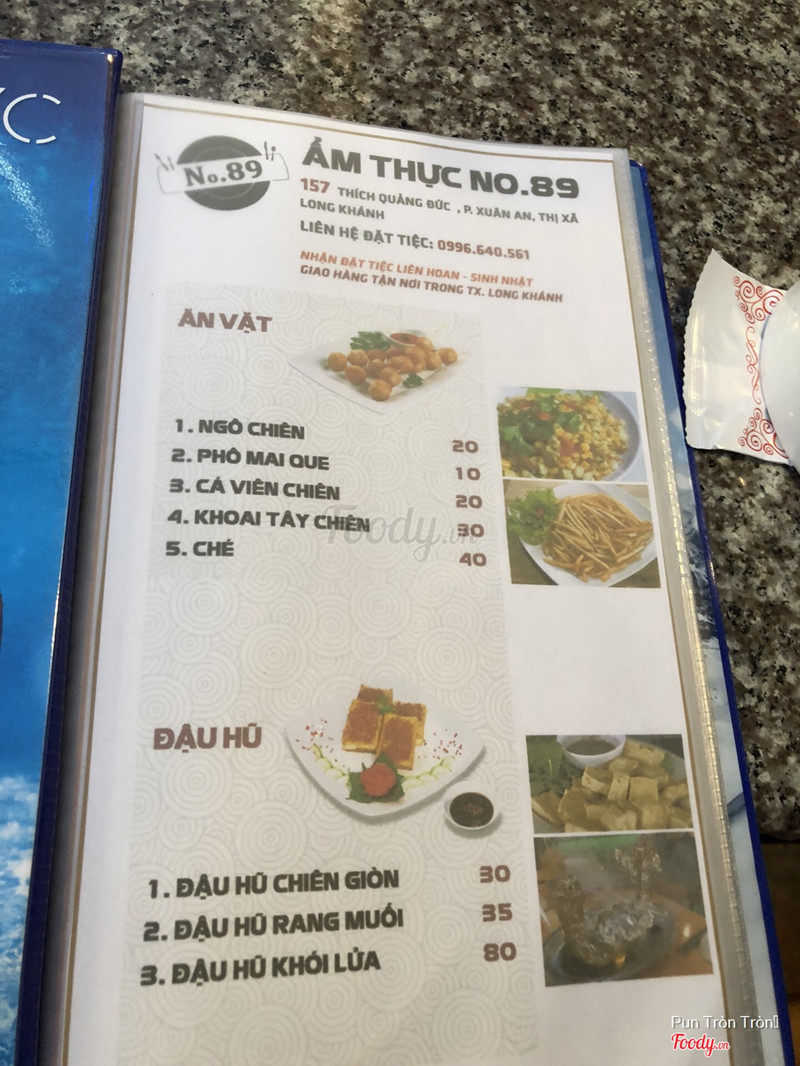 No.89
ẨM THỰC NO.89
157 THÍCH QUẢNG ĐỨC , P. XUÂN AN, THỊ XÃ
LONG KHÁNH
LIÊN HỆ ĐẶT TIỆC: 0996.640.561
NHẬN ĐẶT TIỆC LIÊN HOAN - SINH NHẬT
GIAO HÀNG TẬN NƠI TRONG TX. LONG KHÁNH
ĂN VẶT
1. NGÔ CHIÊN 20
2. PHÔ MAI QUE 10
3. CÁ VIÊN CHIÊN 20
4. KHOAI TÂY CHIÊN 30
5. CHÉ 40
Foody.vn
ĐẬU HŨ
1. ĐẬU HŨ CHIÊN GIÒN 30
2. ĐẬU HŨ RANG MUỐI 35
3. ĐẬU HŨ KHÓI LỬA 80
Pun Tròn Tròn
Foody.vn